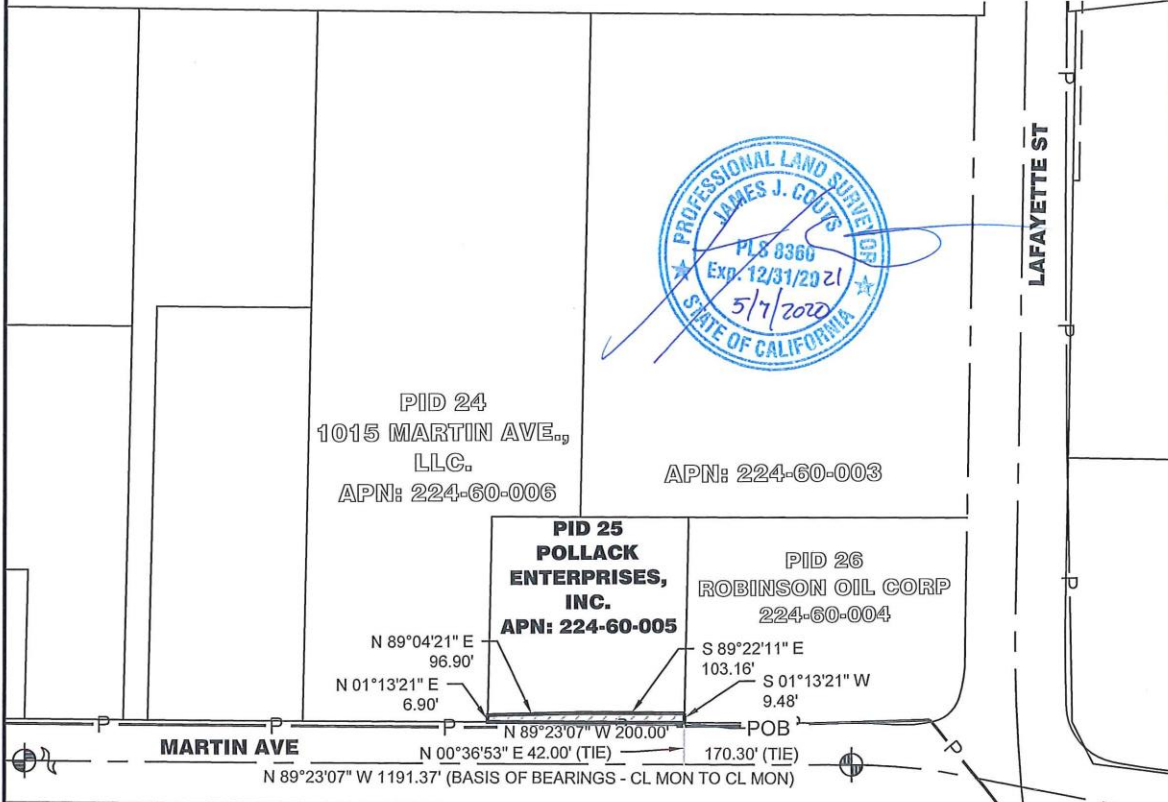 LAFAYETTE ST
PROFESSIONAL LAND SURVEYOR
JAMES J. COUTS
PLS 8360
Exp. 12/31/2021
5/7/2020
STATE OF CALIFORNIA
PID 24
1015 MARTIN AVE.,
LLC.
APN: 224-60-006
APN: 224-60-003
PID 25
POLLACK
ENTERPRISES,
INC.
APN: 224-60-005
PID 26
ROBINSON OIL CORP
224-60-004
N 89°04'21" E
96.90'
N 01°13'21" E
6.90'
S 89°22'11" E
103.16'
S 01°13'21" W
9.48'
P
P
P
P
P
P
P
P
N 89°23'07" W 200.00'
POB
MARTIN AVE
N 00°36'53" E 42.00' (TIE)
170.30' (TIE)
N 89°23'07" W 1191.37' (BASIS OF BEARINGS - CL MON TO CL MON)